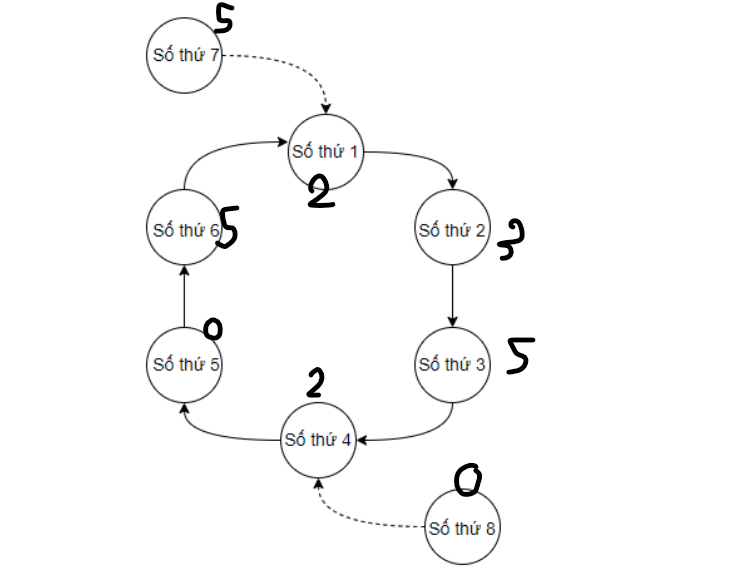 5
Số thứ 7
Số thứ 1
2
Số thứ 6
5
Số thứ 2
3
0
Số thứ 5
Số thứ 3
5
2
Số thứ 4
0
Số thứ 8